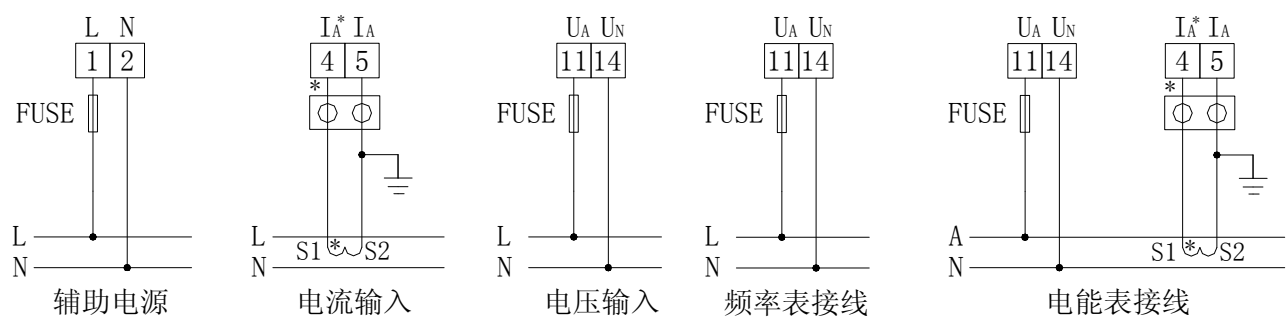 L N
1 2
FUSE
L
N
辅助电源
IA* IA
4 5
*
L
S1 * S2
N
电流输入
UA UN
11 14
FUSE
L
N
电压输入
UA UN
11 14
FUSE
L
N
频率表接线
UA UN
11 14
FUSE
IA* IA
4 5
*
A
S1 * S2
N
电能表接线